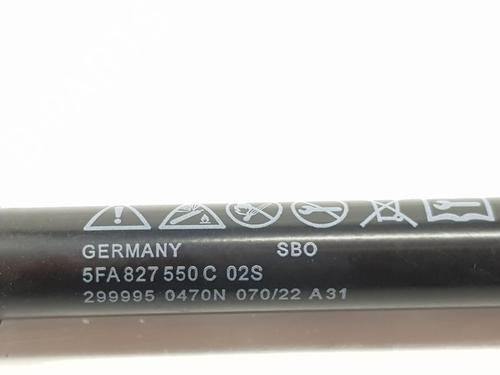 GERMANY SBO
5FA 827 550 C 02S
299995 0470N 070/22 A31